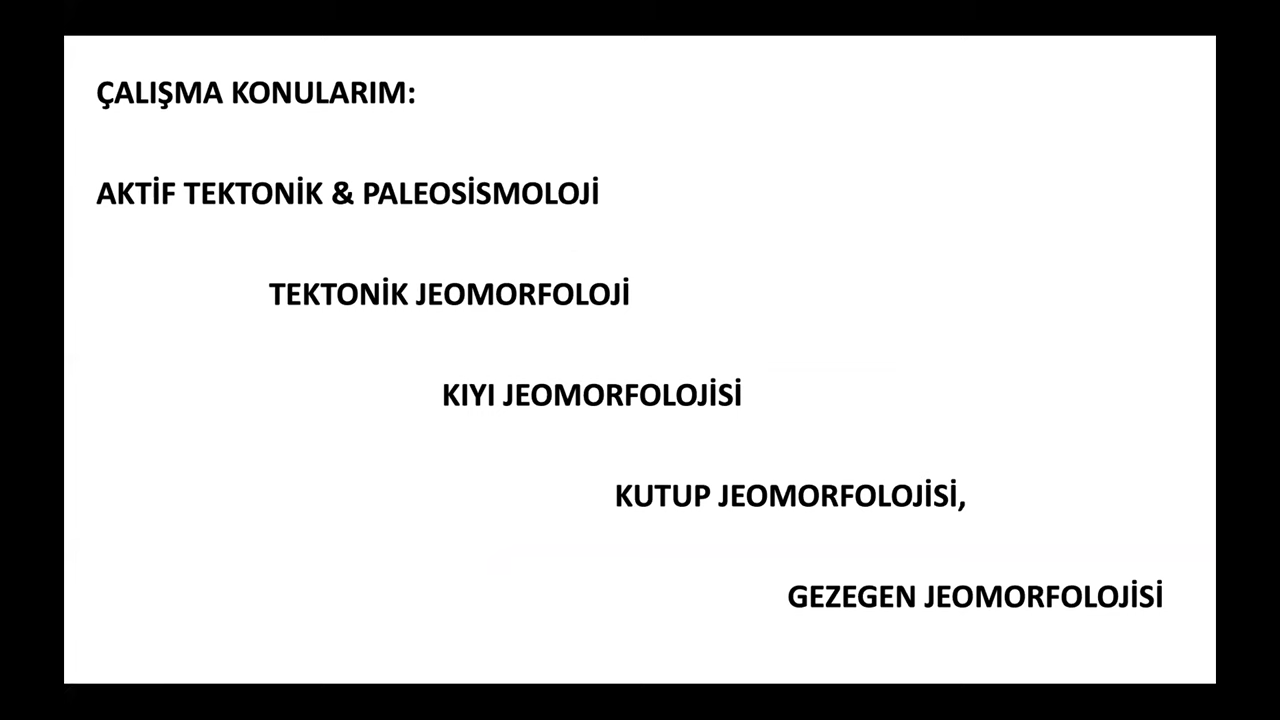 ÇALIŞMA KONULARIM:
AKTİF TEKTONİK & PALEOSİSMOLOJİ
TEKTONİK JEOMORFOLOJİ
KIYI JEOMORFOLOJİSİ
KUTUP JEOMORFOLOJİSİ,
GEZEGEN JEOMORFOLOJİSİ